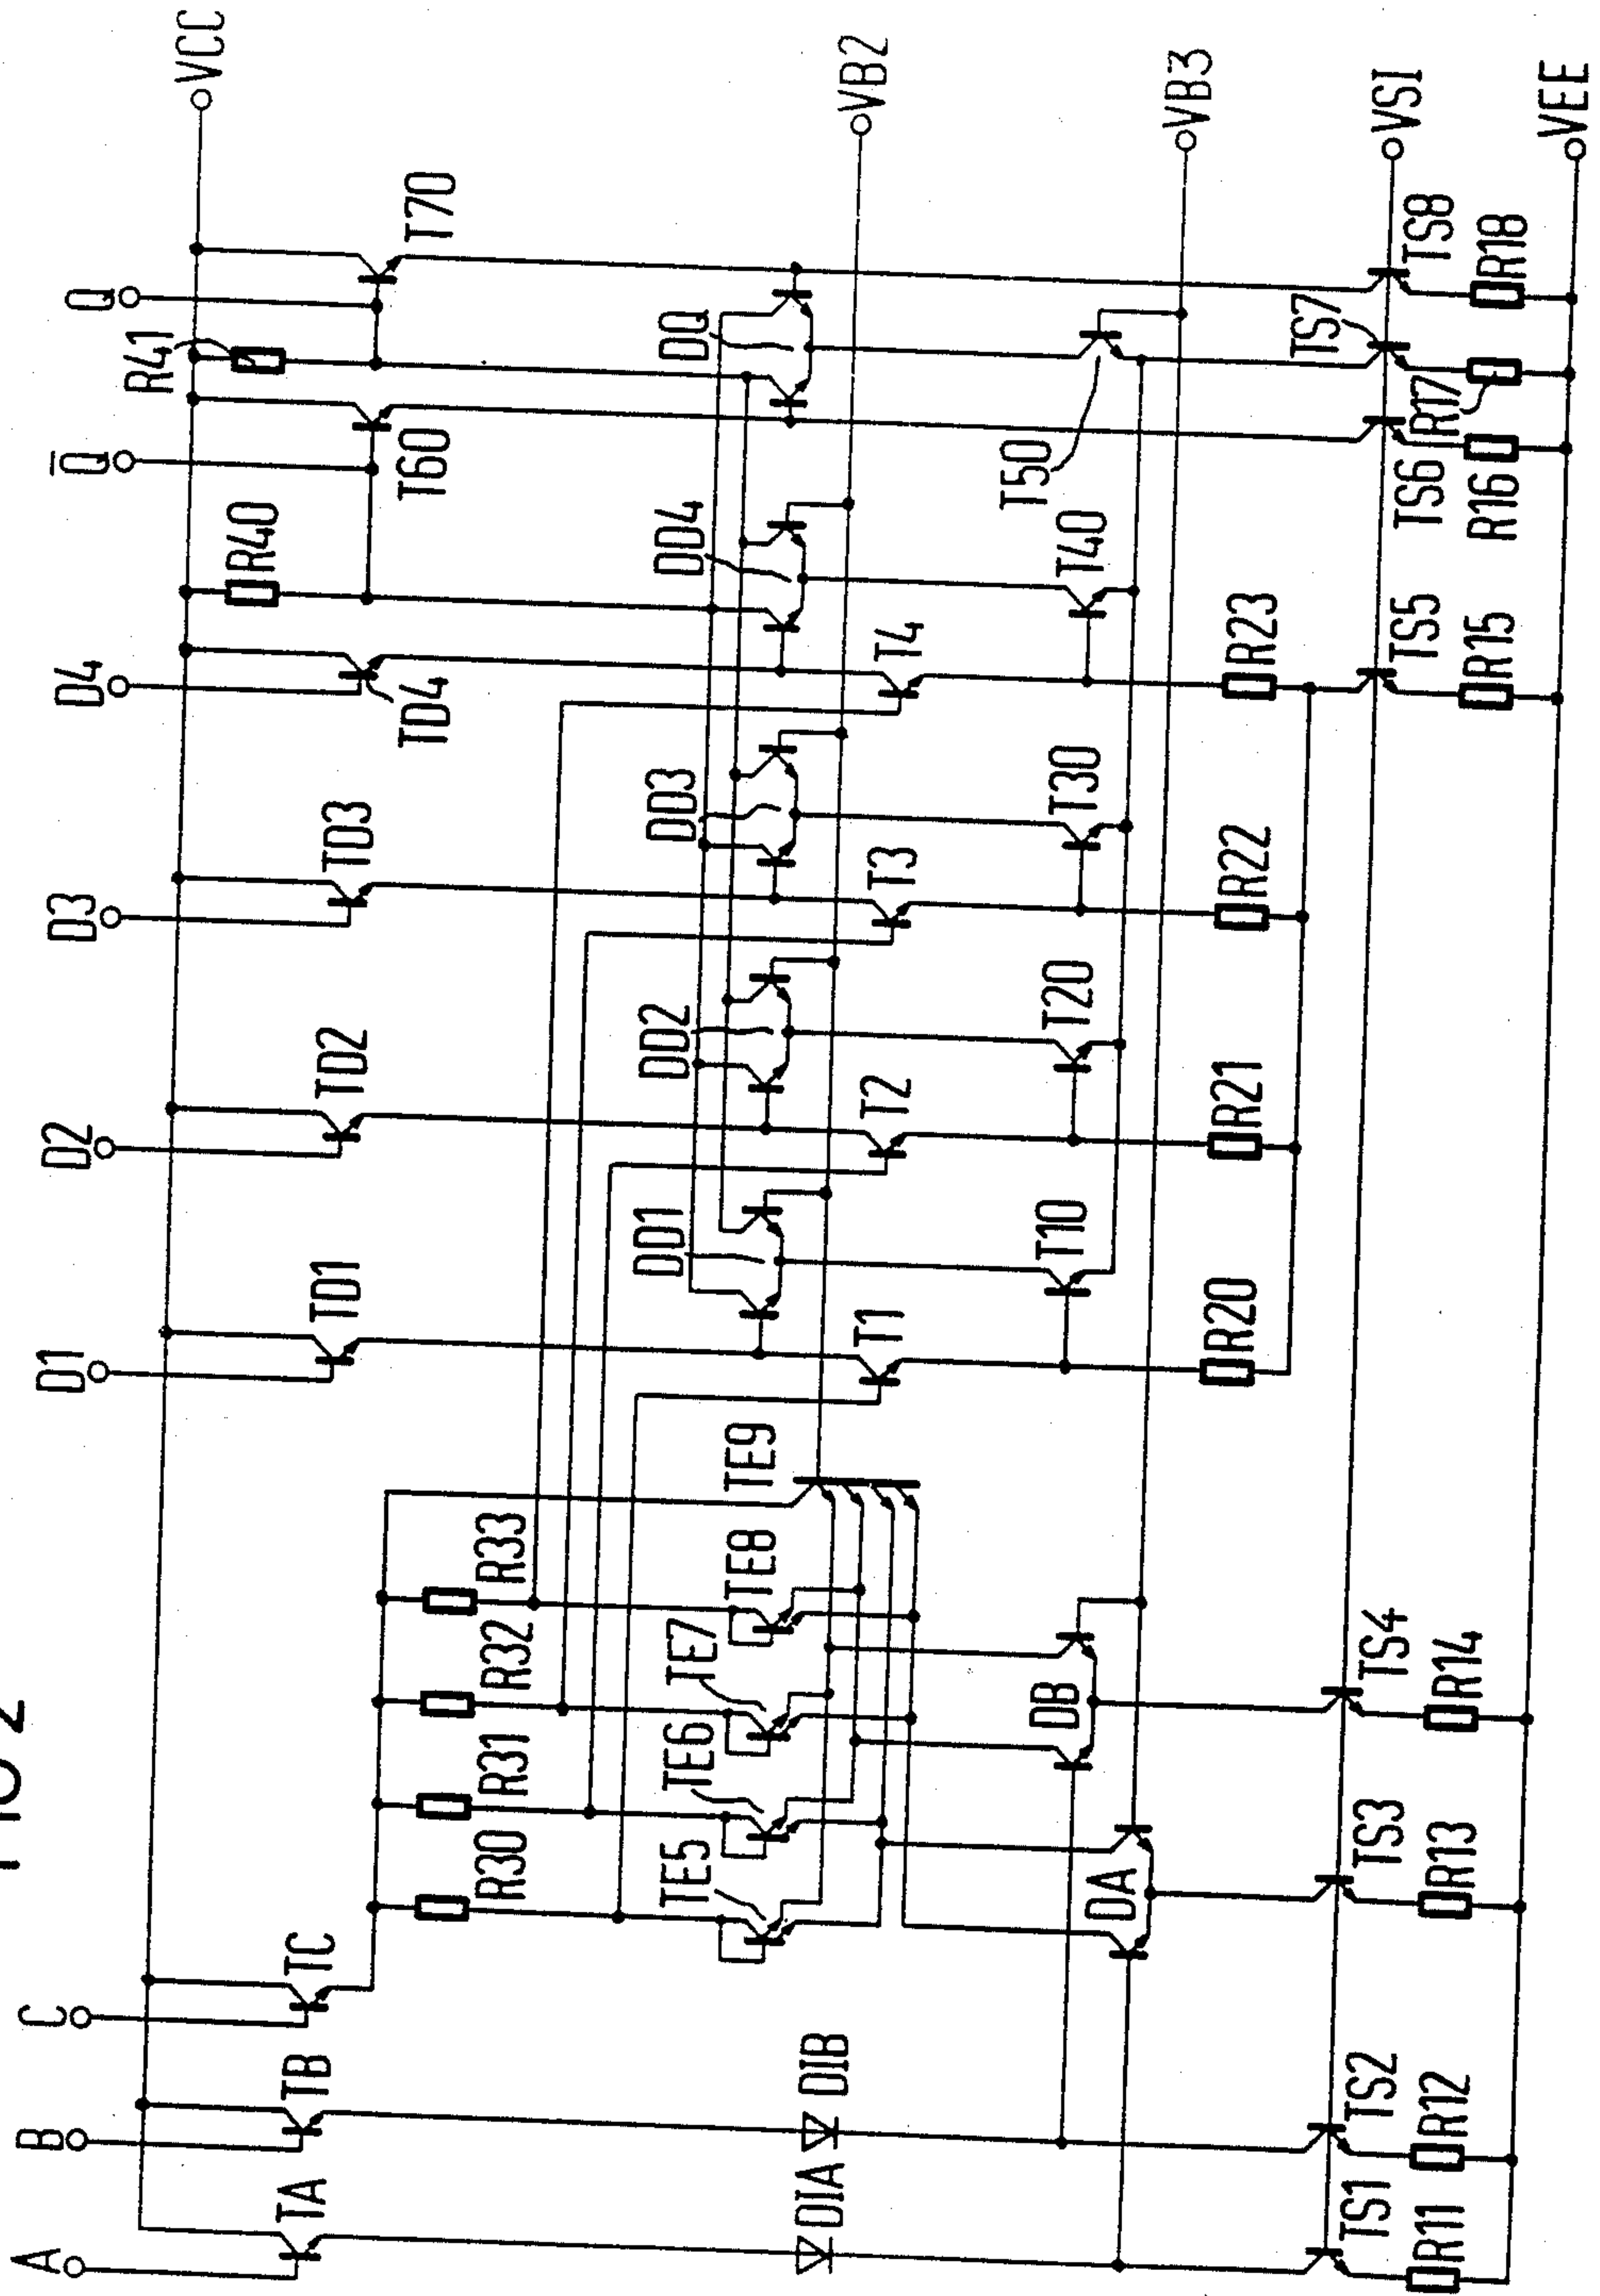 FIG 2
A
B
C
D1
D2
D3
D4
Q̅
Q
VCC
TA
TB
TC
TD1
TD2
TD3
TD4
R40
T60
R41
T70
R30
R31
R32
R33
TE5
TE6
TE7
TE8
TE9
DD1
DD2
DD3
DD4
DQ
VB2
DIA
DIB
T1
T2
T3
T4
DA
DB
T10
T20
T30
T40
T50
VB3
R20
R21
R22
R23
TS1
TS2
TS3
TS4
TS5
TS6
TS7
TS8
VSI
R11
R12
R13
R14
R15
R16
R17
R18
VEE